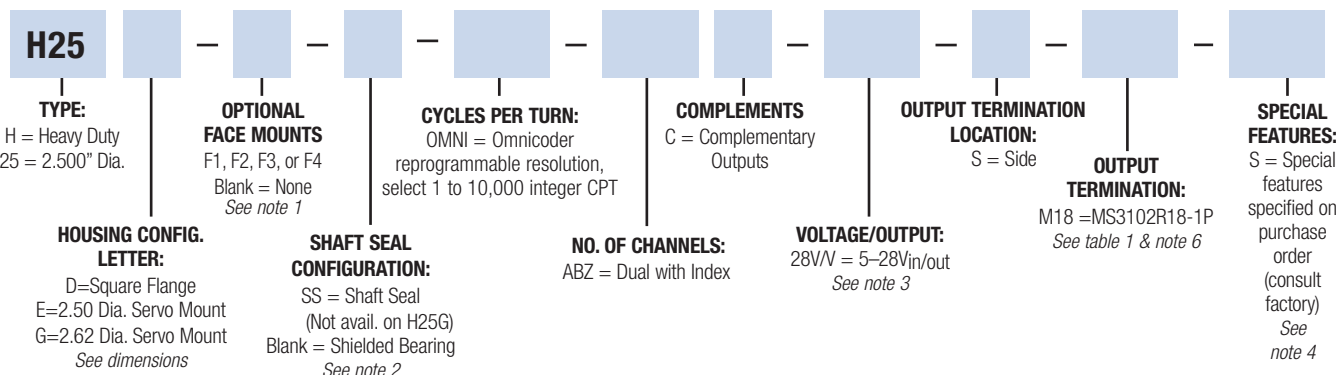 H25
TYPE:
H = Heavy Duty
25 = 2.500” Dia.
HOUSING CONFIG.
LETTER:
D=Square Flange
E=2.50 Dia. Servo Mount
G=2.62 Dia. Servo Mount
See dimensions
OPTIONAL
FACE MOUNTS
F1, F2, F3, or F4
Blank = None
See note 1
SHAFT SEAL
CONFIGURATION:
SS = Shaft Seal
(Not avail. on H25G)
Blank = Shielded Bearing
See note 2
CYCLES PER TURN:
OMNI = Omnicoder
reprogrammable resolution,
select 1 to 10,000 integer CPT
NO. OF CHANNELS:
ABZ = Dual with Index
COMPLEMENTS
C = Complementary
Outputs
VOLTAGE/OUTPUT:
28V/V = 5–28Vin/out
See note 3
OUTPUT TERMINATION
LOCATION:
S = Side
OUTPUT
TERMINATION:
M18 =MS3102R18-1P
See table 1 & note 6
SPECIAL
FEATURES:
S = Special
features
specified on
purchase
order
(consult
factory)
See
note 4